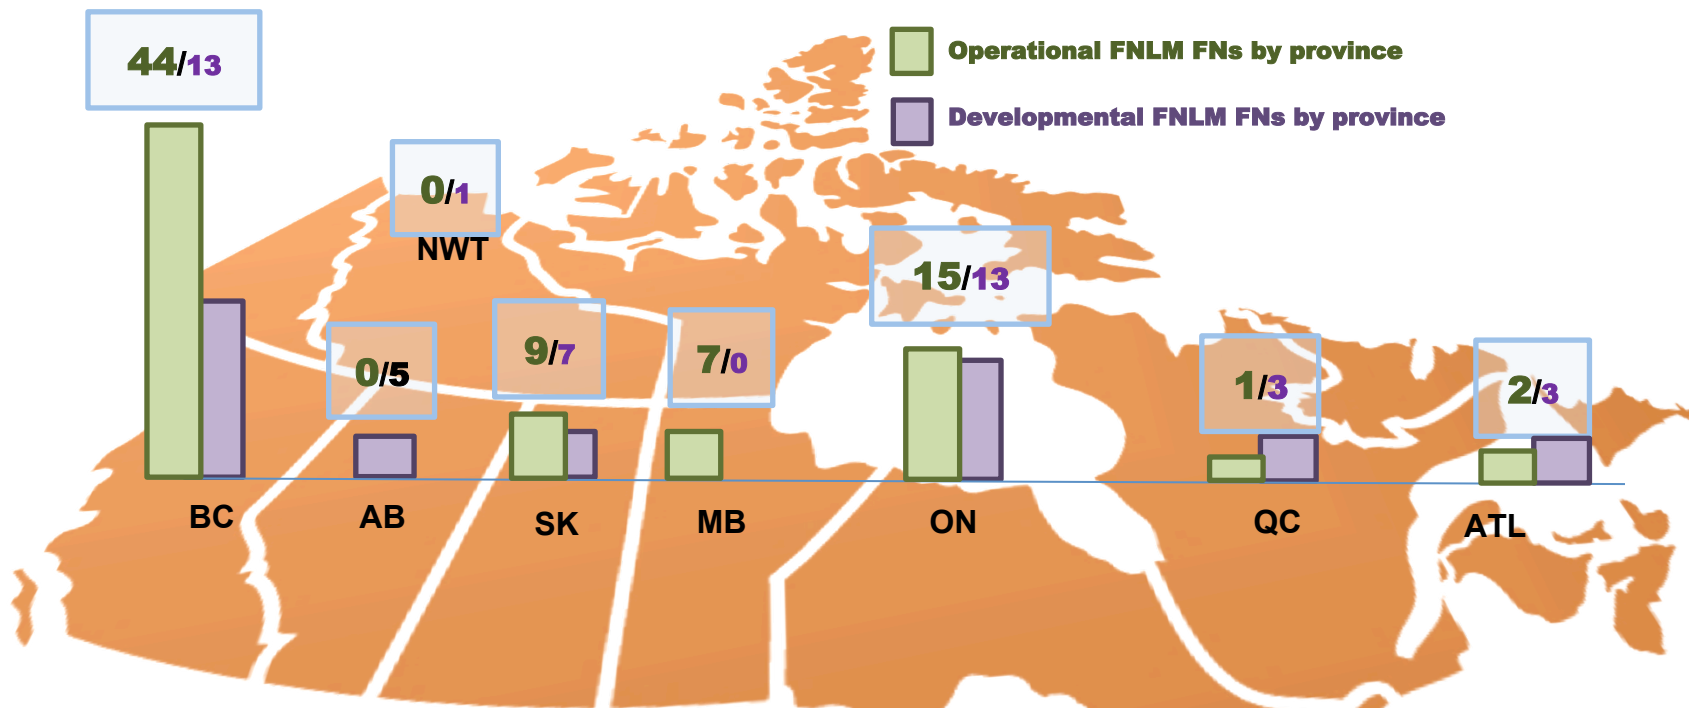 44/13
Operational FNLM FNs by province
Developmental FNLM FNs by province
0/1
NWT
15/13
0/5
9/7
7/0
1/3
2/3
BC
AB
SK
MB
ON
QC
ATL